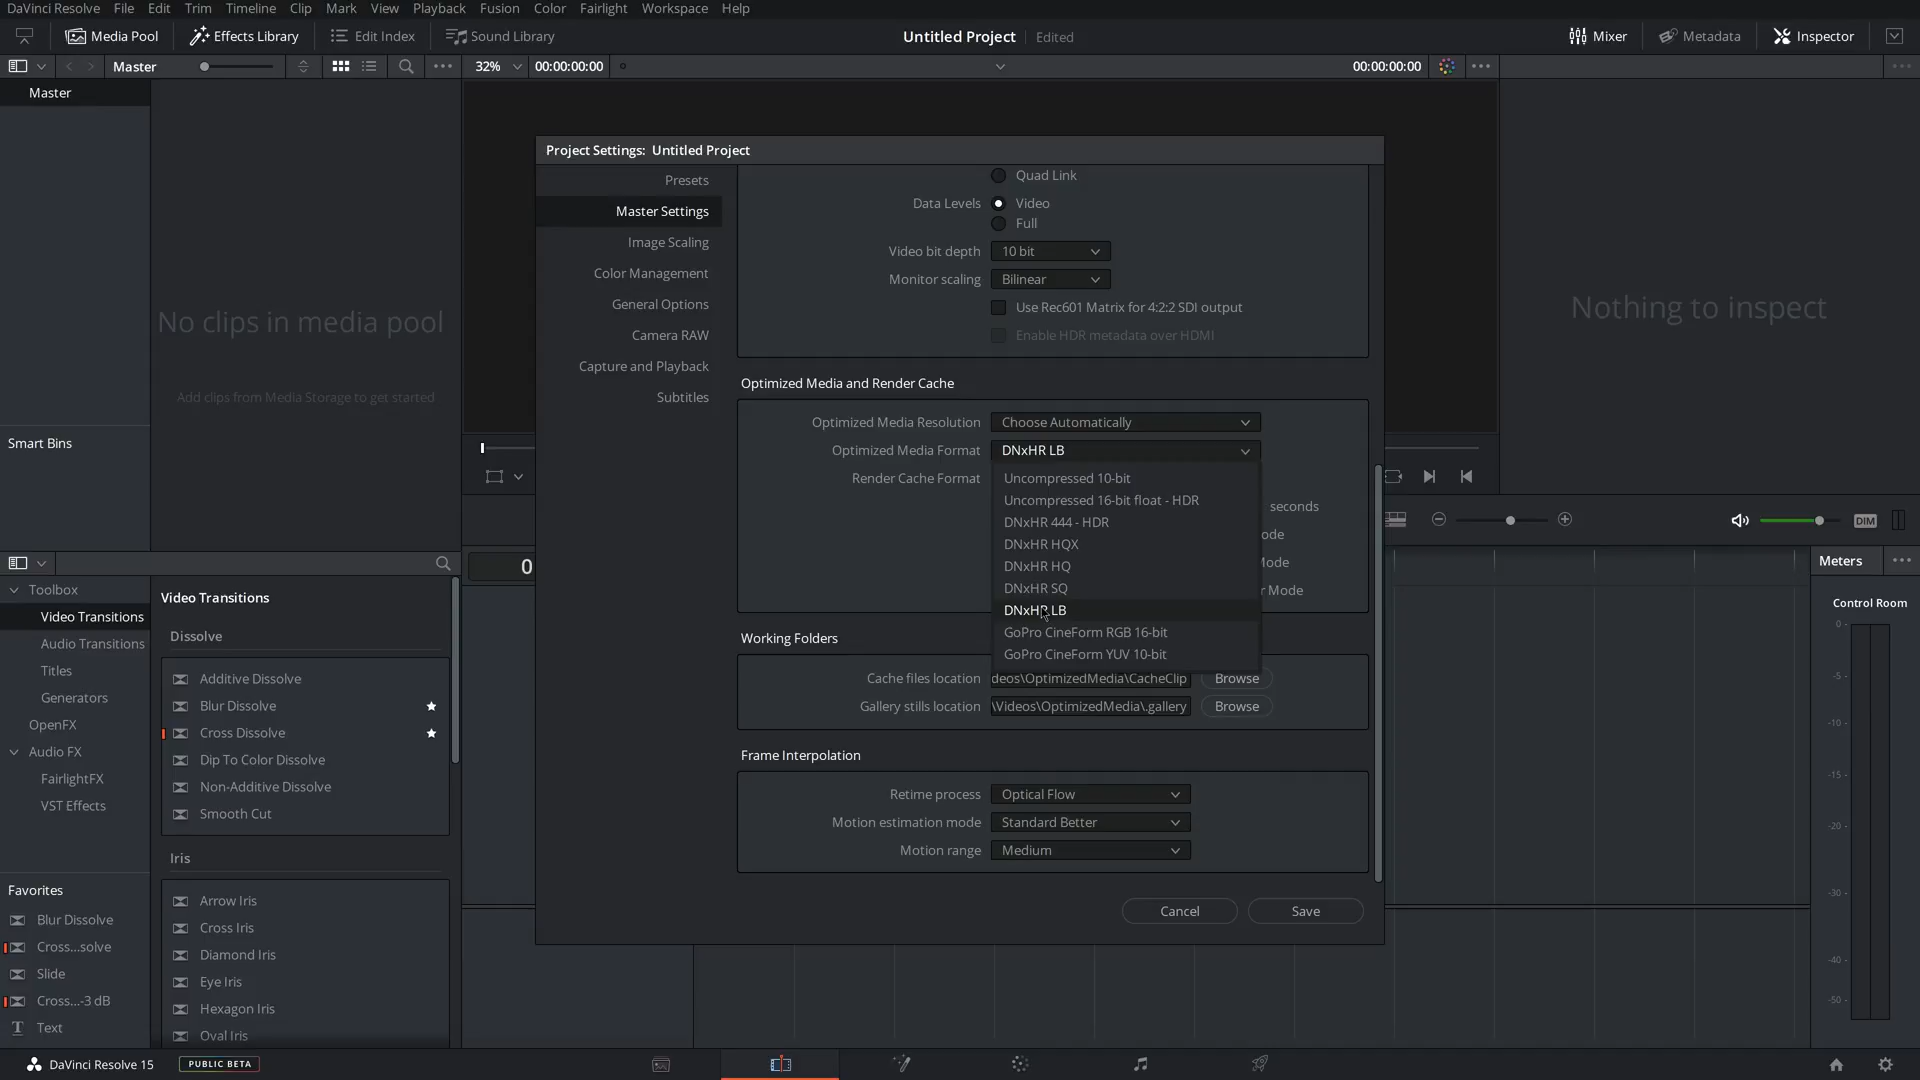 DaVinci Resolve File Edit Trim Timeline Clip Mark View Playback Fusion Color Fairlight Workspace Help
Media Pool Effects Library Edit Index Sound Library Untitled Project Edited Mixer Metadata Inspector
Master 32% 00:00:00:00 00:00:00:00
Master
No clips in media pool
Add clips from Media Storage to get started
Smart Bins
Nothing to inspect
Project Settings: Untitled Project
Presets
Master Settings
Image Scaling
Color Management
General Options
Camera RAW
Capture and Playback
Subtitles
Quad Link
Data Levels Video
Full
Video bit depth 10 bit
Monitor scaling Bilinear
Use Rec601 Matrix for 4:2:2 SDI output
Enable HDR metadata over HDMI
Optimized Media and Render Cache
Optimized Media Resolution Choose Automatically
Optimized Media Format DNxHR LB
Render Cache Format
Uncompressed 10-bit
Uncompressed 16-bit float - HDR
DNxHR 444 - HDR
DNxHR HQX
DNxHR HQ
DNxHR SQ
DNxHR LB
GoPro CineForm RGB 16-bit
GoPro CineForm YUV 10-bit
seconds
ode
Mode
r Mode
Working Folders
Cache files location deos\OptimizedMedia\CacheClip Browse
Gallery stills location \Videos\OptimizedMedia\.gallery Browse
Frame Interpolation
Retime process Optical Flow
Motion estimation mode Standard Better
Motion range Medium
Cancel Save
DIM
0
Toolbox
Video Transitions
Audio Transitions
Titles
Generators
OpenFX
Audio FX
FairlightFX
VST Effects
Video Transitions
Dissolve
Additive Dissolve
Blur Dissolve
Cross Dissolve
Dip To Color Dissolve
Non-Additive Dissolve
Smooth Cut
Iris
Arrow Iris
Cross Iris
Diamond Iris
Eye Iris
Hexagon Iris
Oval Iris
Favorites
Blur Dissolve
Cross...solve
Slide
Cross...-3 dB
Text
Meters
Control Room
0
-5
-10
-15
-20
-30
-40
-50
DaVinci Resolve 15 PUBLIC BETA